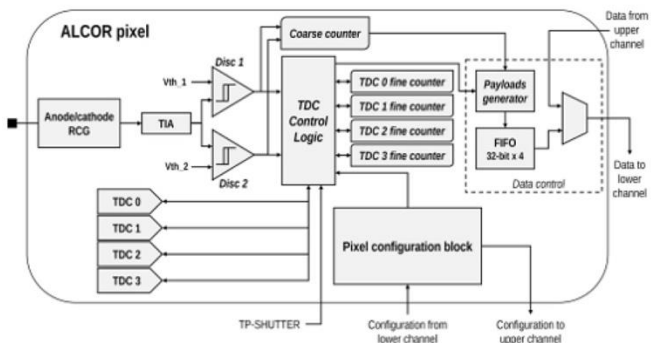 ALCOR pixel
Data from
upper
channel
Coarse counter
Disc 1
Vth_1
TDC
Control
Logic
TDC 0 fine counter
TDC 1 fine counter
TDC 2 fine counter
TDC 3 fine counter
Payloads
generator
FIFO
32-bit x 4
Data control
Data to
lower
channel
Anode/cathode
RCG
TIA
Vth_2
Disc 2
TDC 0
TDC 1
TDC 2
TDC 3
Pixel configuration block
TP-SHUTTER
Configuration from
lower channel
Configuration to
upper channel